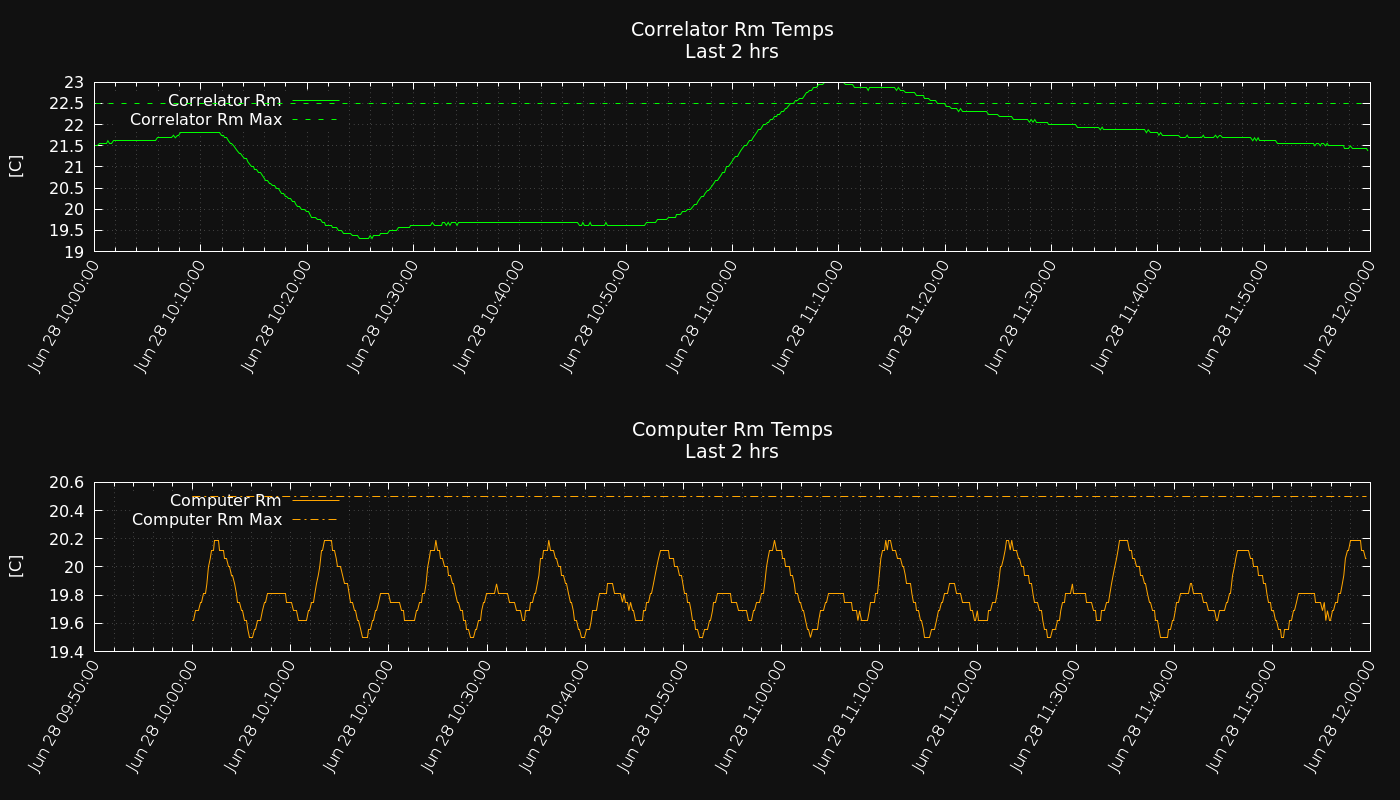 Correlator Rm Temps
Last 2 hrs
23
22.5
22
21.5
21
20.5
20
19.5
19
[C]
Correlator Rm
Correlator Rm Max
Jun 28 10:00:00
Jun 28 10:10:00
Jun 28 10:20:00
Jun 28 10:30:00
Jun 28 10:40:00
Jun 28 10:50:00
Jun 28 11:00:00
Jun 28 11:10:00
Jun 28 11:20:00
Jun 28 11:30:00
Jun 28 11:40:00
Jun 28 11:50:00
Jun 28 12:00:00
Computer Rm Temps
Last 2 hrs
20.6
20.4
20.2
20
19.8
19.6
19.4
[C]
Computer Rm
Computer Rm Max
Jun 28 09:50:00
Jun 28 10:00:00
Jun 28 10:10:00
Jun 28 10:20:00
Jun 28 10:30:00
Jun 28 10:40:00
Jun 28 10:50:00
Jun 28 11:00:00
Jun 28 11:10:00
Jun 28 11:20:00
Jun 28 11:30:00
Jun 28 11:40:00
Jun 28 11:50:00
Jun 28 12:00:00